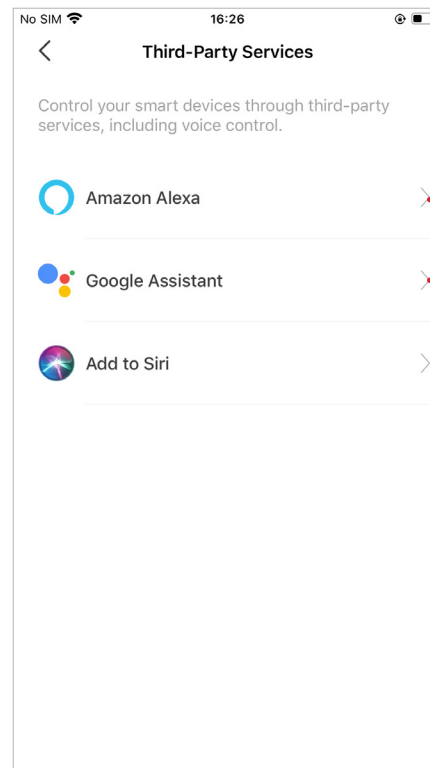 No SIM 16:26
Third-Party Services
Control your smart devices through third-party
services, including voice control.
Amazon Alexa
Google Assistant
Add to Siri